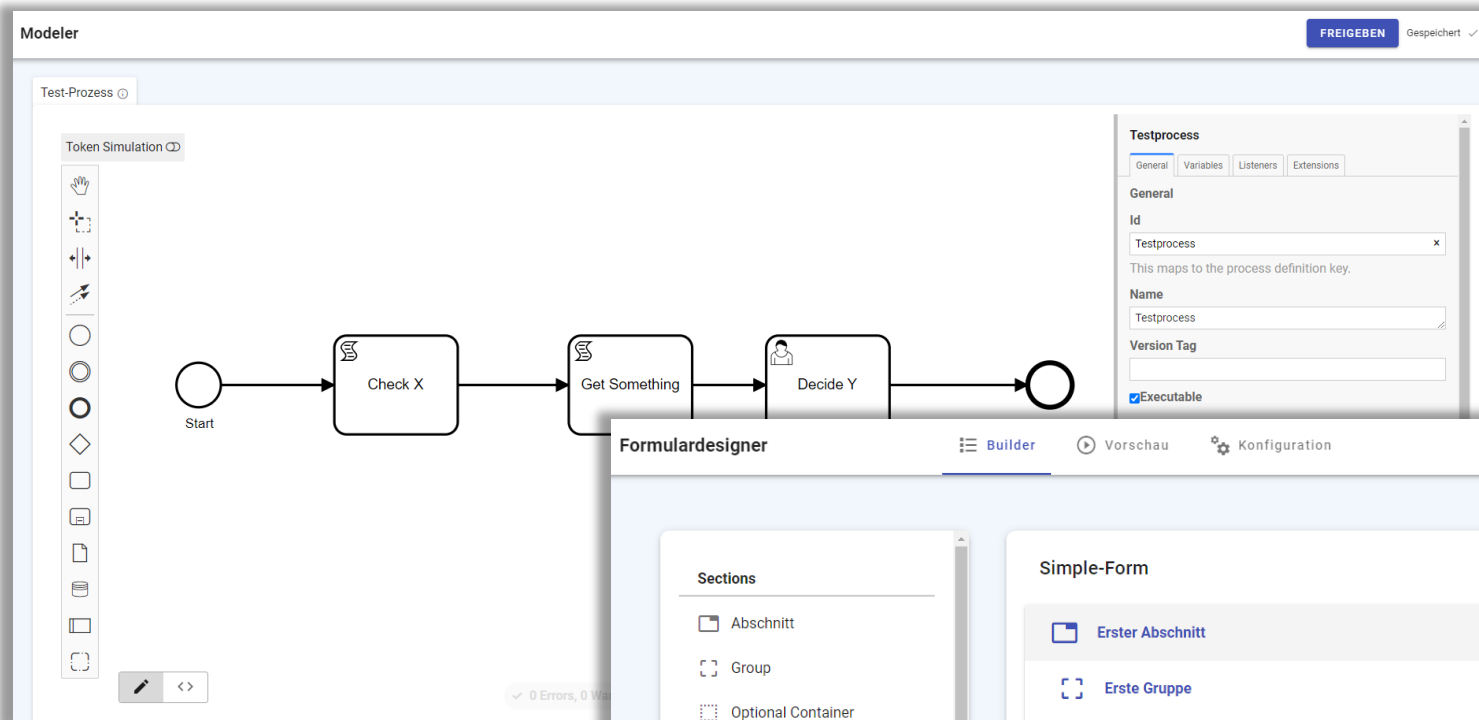 Modeler
FREIGEBEN
Gespeichert
Test-Prozess
Token Simulation
Start
Check X
Get Something
Decide Y
Testprocess
General Variables Listeners Extensions
General
Id
Testprocess
This maps to the process definition key.
Name
Testprocess
Version Tag
Executable
0 Errors, 0
Formulardesigner
Builder
Vorschau
Konfiguration
Sections
Abschnitt
Group
Optional Container
Simple-Form
Erster Abschnitt
Erste Gruppe